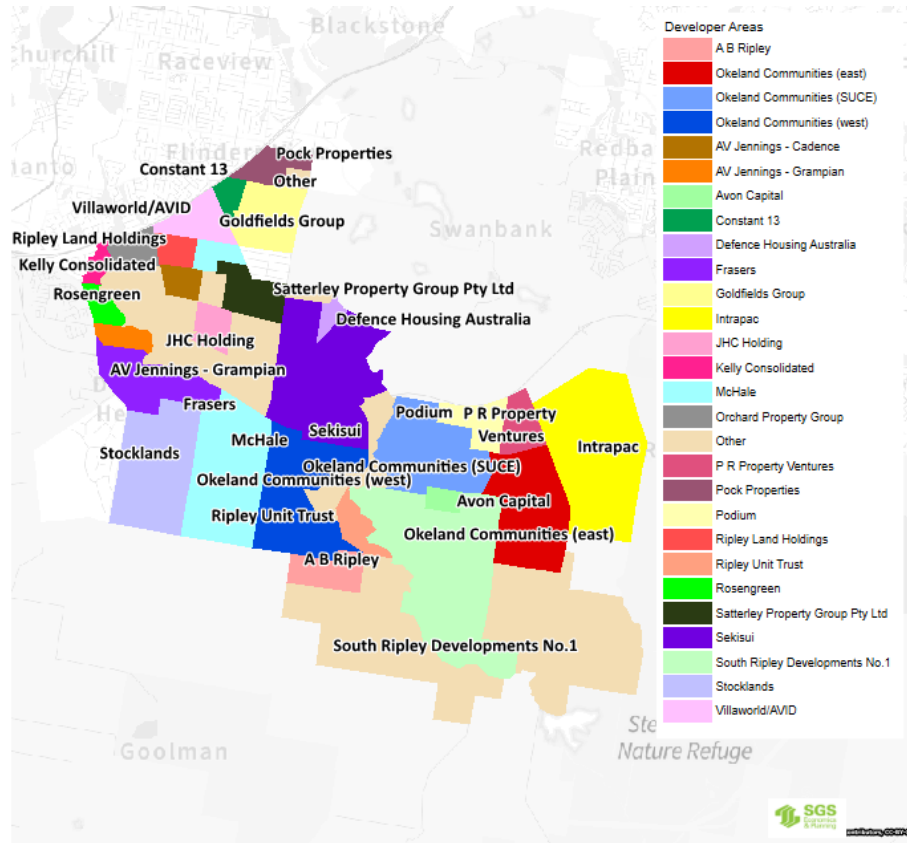 Blackstone
Churchill
Raceview
Redba
Plain
Swanbank
Flinders
anto
Goolman
Ste
Nature Refuge
Pock Properties
Constant 13
Other
Villaworld/AVID
Goldfields Group
Ripley Land Holdings
Kelly Consolidated
Rosengreen
Satterley Property Group Pty Ltd
Defence Housing Australia
JHC Holding
AV Jennings - Grampian
Frasers
Podium
P R Property
Ventures
McHale
Sekisui
Intrapac
Stocklands
Okeland Communities (SUCE)
Okeland Communities (west)
Avon Capital
Ripley Unit Trust
Okeland Communities (east)
A B Ripley
South Ripley Developments No.1
Developer Areas
A B Ripley
Okeland Communities (east)
Okeland Communities (SUCE)
Okeland Communities (west)
AV Jennings - Cadence
AV Jennings - Grampian
Avon Capital
Constant 13
Defence Housing Australia
Frasers
Goldfields Group
Intrapac
JHC Holding
Kelly Consolidated
McHale
Orchard Property Group
Other
P R Property Ventures
Pock Properties
Podium
Ripley Land Holdings
Ripley Unit Trust
Rosengreen
Satterley Property Group Pty Ltd
Sekisui
South Ripley Developments No.1
Stocklands
Villaworld/AVID
SGS
Economics
& Planning